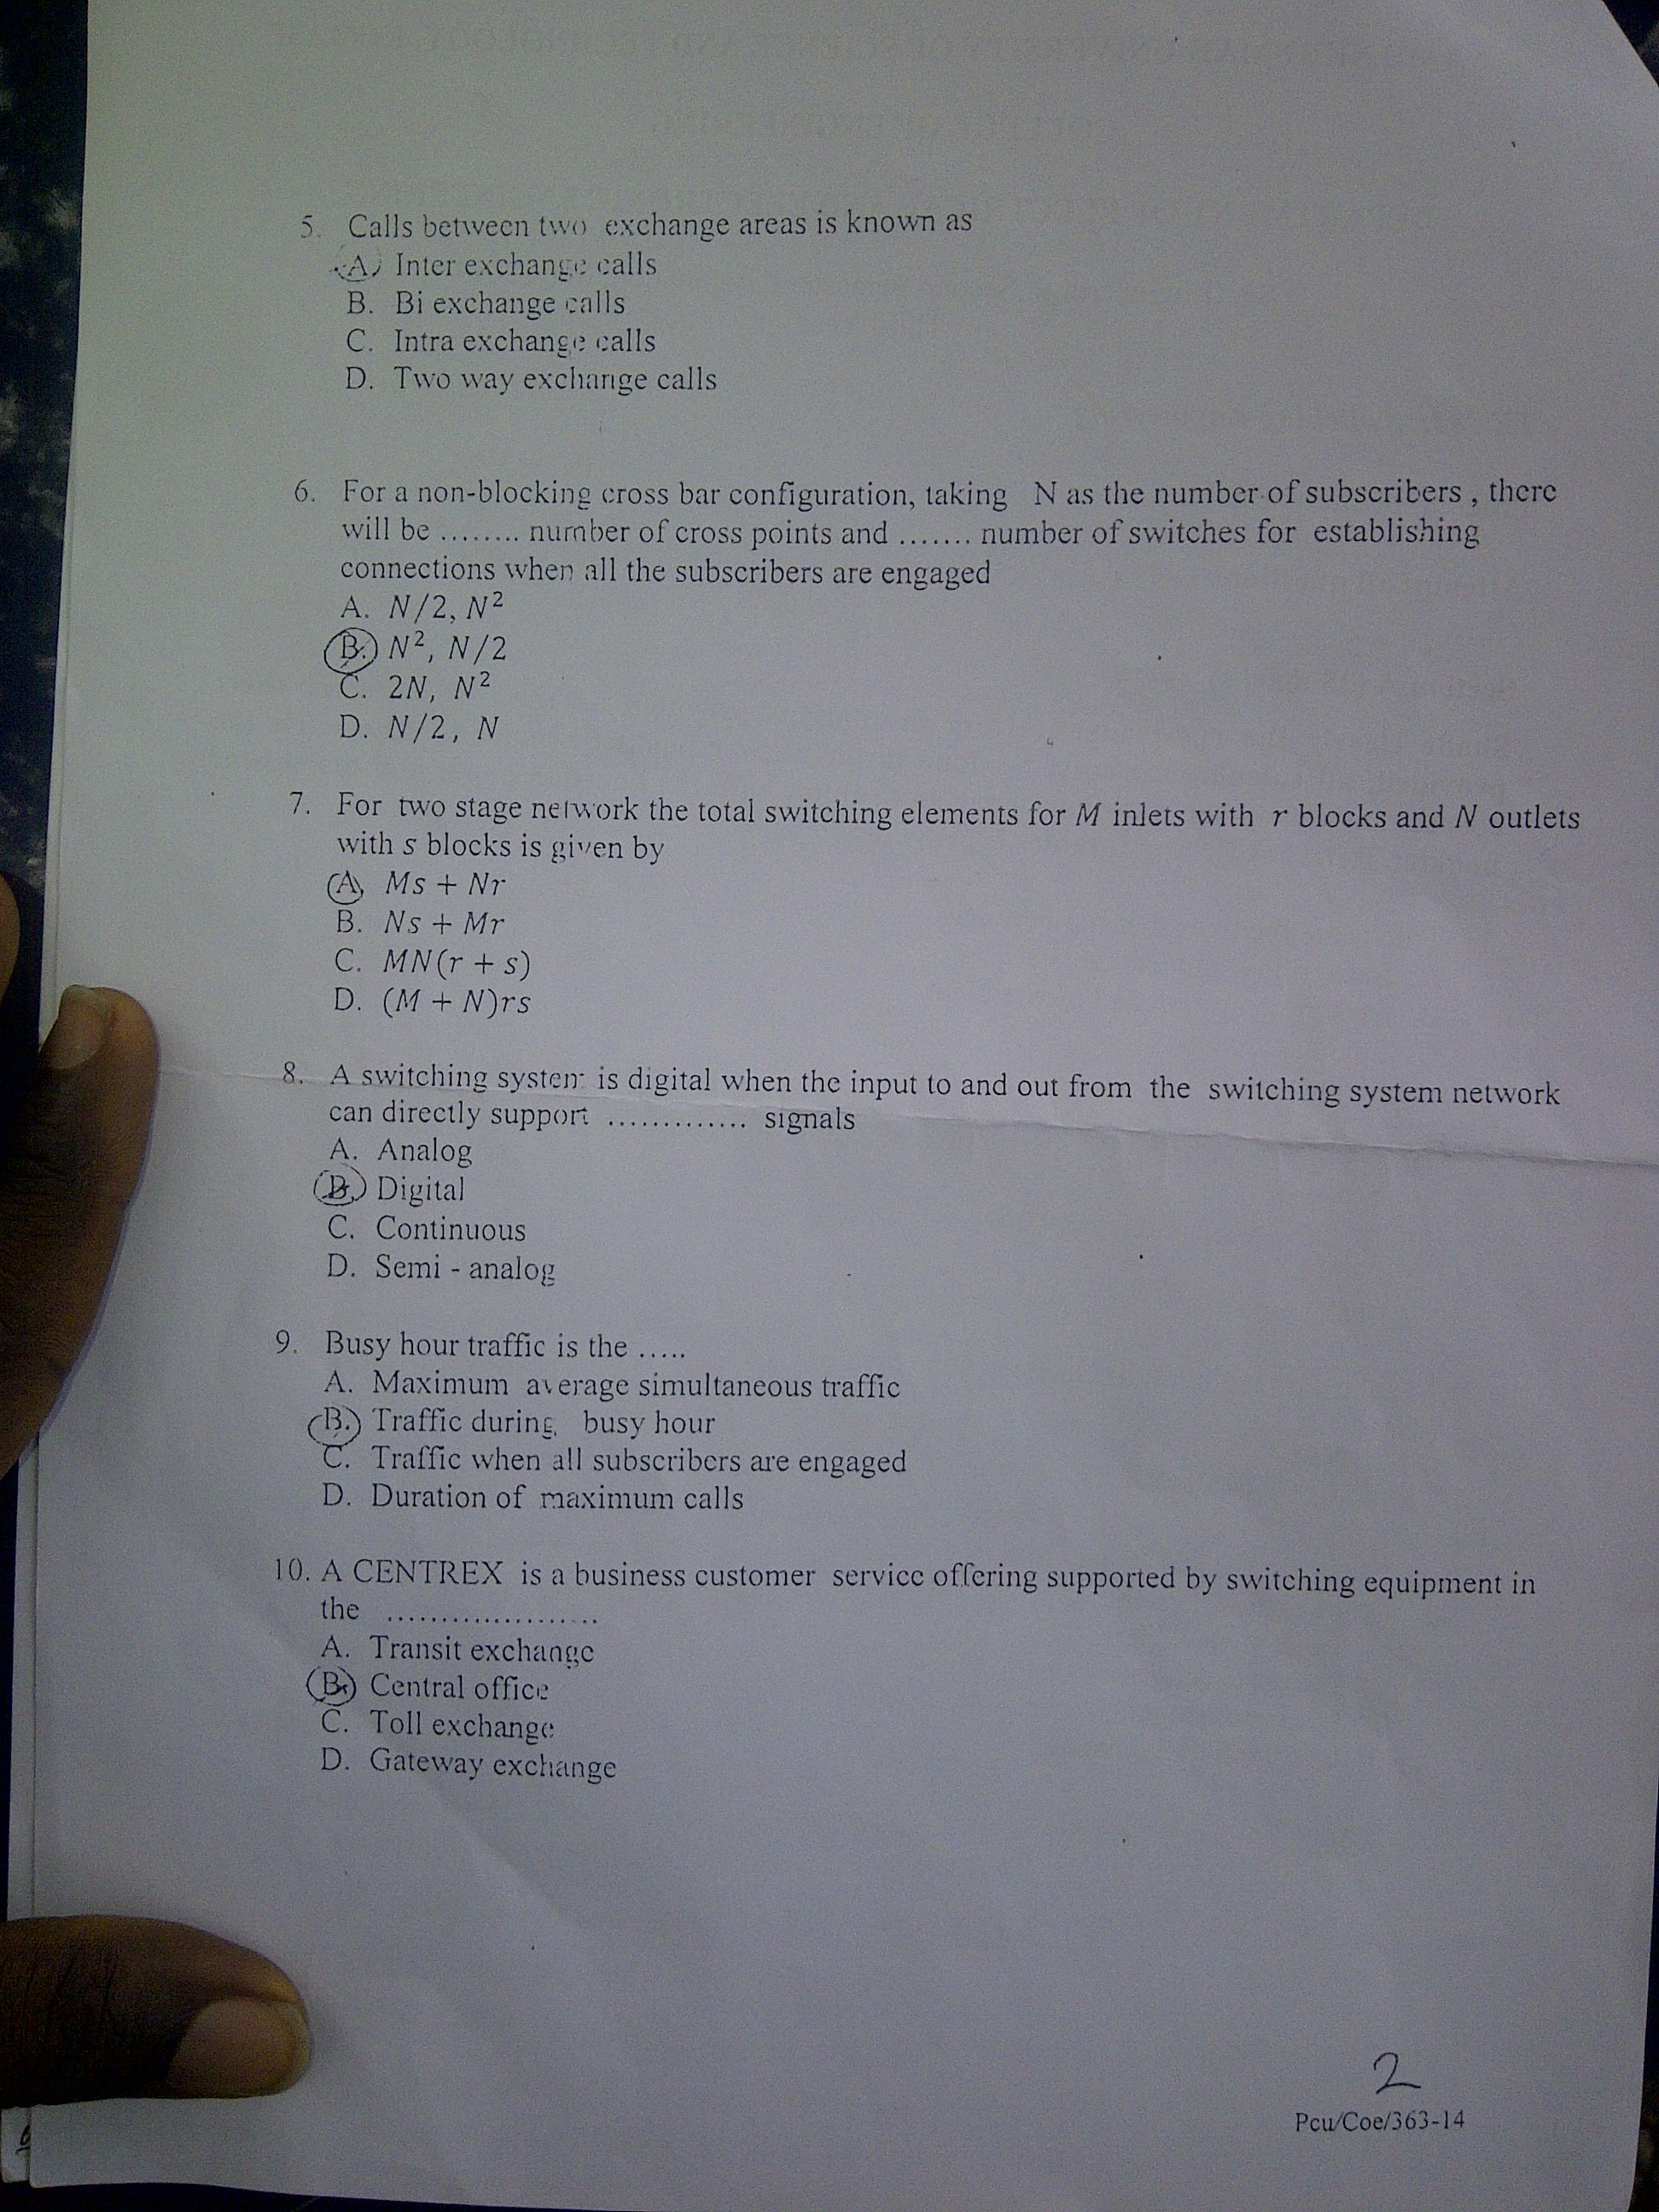 5. Calls between two exchange areas is known as
A. Inter exchange calls
B. Bi exchange calls
C. Intra exchange calls
D. Two way exchange calls
6. For a non-blocking cross bar configuration, taking N as the number of subscribers , there
will be ........ number of cross points and ....... number of switches for establishing
connections when all the subscribers are engaged
A. N/2, N²
B. N², N/2
C. 2N, N²
D. N/2, N
7. For two stage network the total switching elements for M inlets with r blocks and N outlets
with s blocks is given by
A. Ms + Nr
B. Ns + Mr
C. MN(r + s)
D. (M + N)rs
8. A switching system is digital when the input to and out from the switching system network
can directly support ............. signals
A. Analog
B. Digital
C. Continuous
D. Semi - analog
9. Busy hour traffic is the .....
A. Maximum average simultaneous traffic
B. Traffic during busy hour
C. Traffic when all subscribers are engaged
D. Duration of maximum calls
10. A CENTREX is a business customer service offering supported by switching equipment in
the ....................
A. Transit exchange
B. Central office
C. Toll exchange
D. Gateway exchange
2
Pcu/Coe/363-14